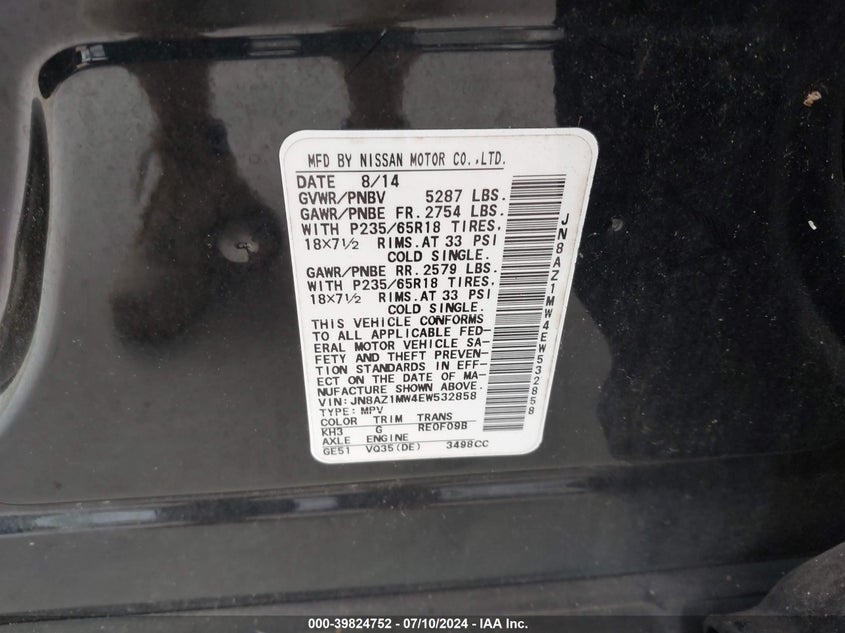 MFD BY NISSAN MOTOR CO.,LTD.
DATE 8/14
GVWR/PNBV 5287 LBS.
GAWR/PNBE FR. 2754 LBS.
WITH P235/65R18 TIRES,
18X7½ RIMS.AT 33 PSI
COLD SINGLE.
GAWR/PNBE RR. 2579 LBS.
WITH P235/65R18 TIRES,
18X7½ RIMS.AT 33 PSI
COLD SINGLE.
THIS VEHICLE CONFORMS
TO ALL APPLICABLE FED-
ERAL MOTOR VEHICLE SA-
FETY AND THEFT PREVEN-
TION STANDARDS IN EFF-
ECT ON THE DATE OF MA-
NUFACTURE SHOWN ABOVE.
VIN: JN8AZ1MW4EW532858
TYPE: MPV
COLOR TRIM TRANS
KH3 G RE0F09B
AXLE ENGINE
GE51 VQ35(DE) 3498CC
JN8AZ1MW4EW532858
000-39824752 - 07/10/2024 - IAA Inc.